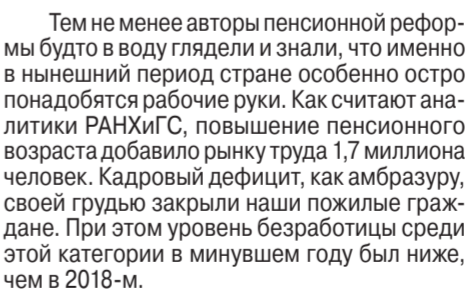 Тем не менее авторы пенсионной рефор-
мы будто в воду глядели и знали, что именно
в нынешний период стране особенно остро
понадобятся рабочие руки. Как считают ана-
литики РАНХиГС, повышение пенсионного
возраста добавило рынку труда 1,7 миллиона
человек. Кадровый дефицит, как амбразуру,
своей грудью закрыли наши пожилые граж-
дане. При этом уровень безработицы среди
этой категории в минувшем году был ниже,
чем в 2018-м.